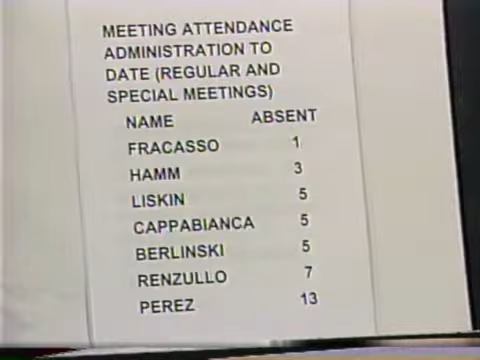 MEETING ATTENDANCE
ADMINISTRATION TO
DATE (REGULAR AND
SPECIAL MEETINGS)
NAME ABSENT
FRACASSO 1
HAMM 3
LISKIN 5
CAPPABIANCA 5
BERLINSKI 5
RENZULLO 7
PEREZ 13